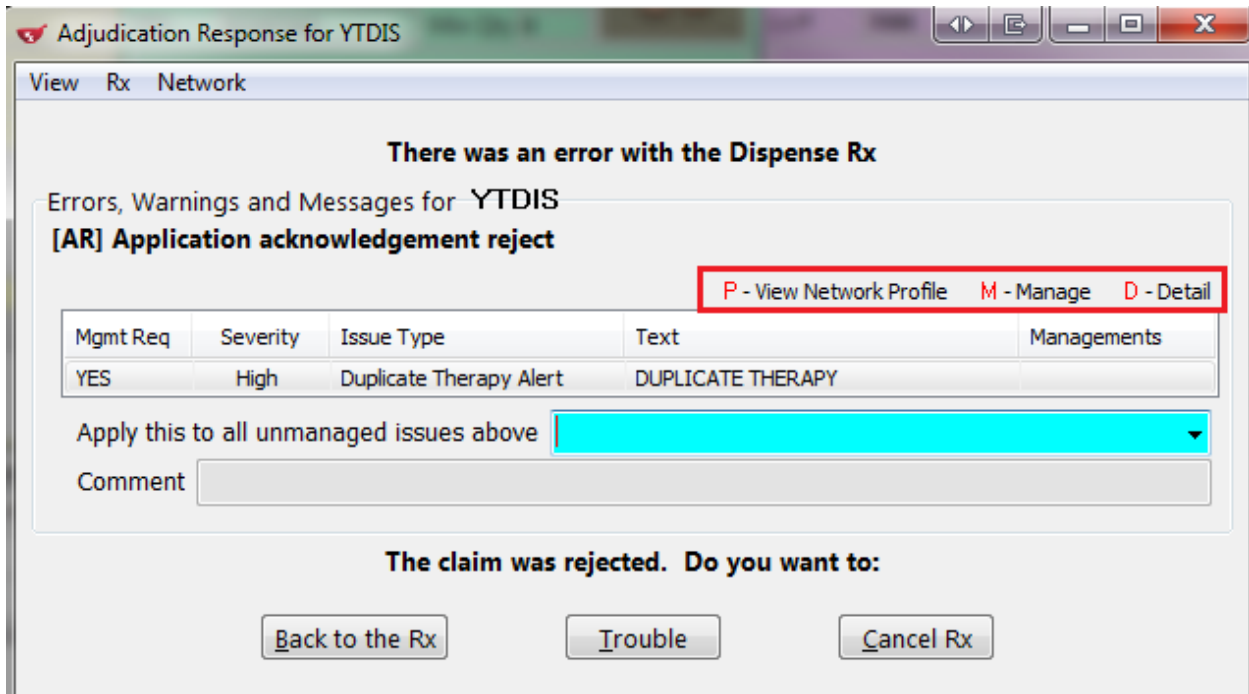 Adjudication Response for YTDIS
View Rx Network
There was an error with the Dispense Rx
Errors, Warnings and Messages for YTDIS
[AR] Application acknowledgement reject
P - View Network Profile M - Manage D - Detail
Mgmt Req Severity Issue Type Text Managements
YES High Duplicate Therapy Alert DUPLICATE THERAPY
Apply this to all unmanaged issues above
Comment
The claim was rejected. Do you want to:
Back to the Rx Trouble Cancel Rx